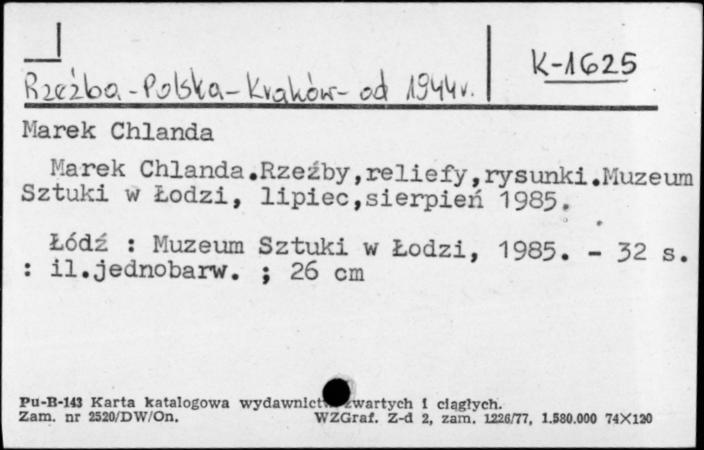 K-1625
Rzeźba - Polska - Kraków - od 1944r.
Marek Chlanda
Marek Chlanda.Rzeźby,reliefy,rysunki.Muzeum
Sztuki w Łodzi, lipiec,sierpień 1985.
Łódź : Muzeum Sztuki w Łodzi, 1985. - 32 s.
: il.jednobarw. ; 26 cm
Pu-B-143 Karta katalogowa wydawnictw zwartych i ciągłych.
Zam. nr 2520/DW/On. WZGraf. Z-d 2, zam. 1226/77, 1.580.000 74X120